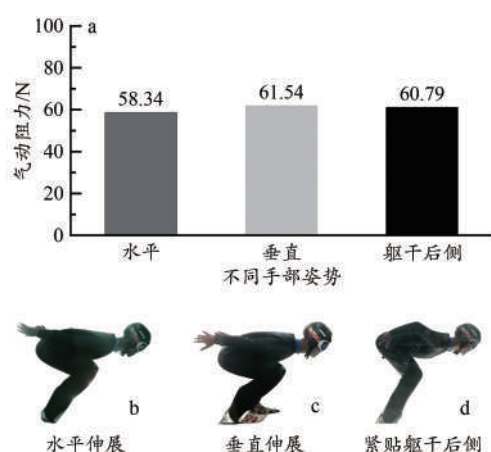 a
气动阻力/N
100
80
60
40
20
0
58.34
61.54
60.79
水平
垂直
躯干后侧
不同手部姿势
b
c
d
水平伸展
垂直伸展
紧贴躯干后侧